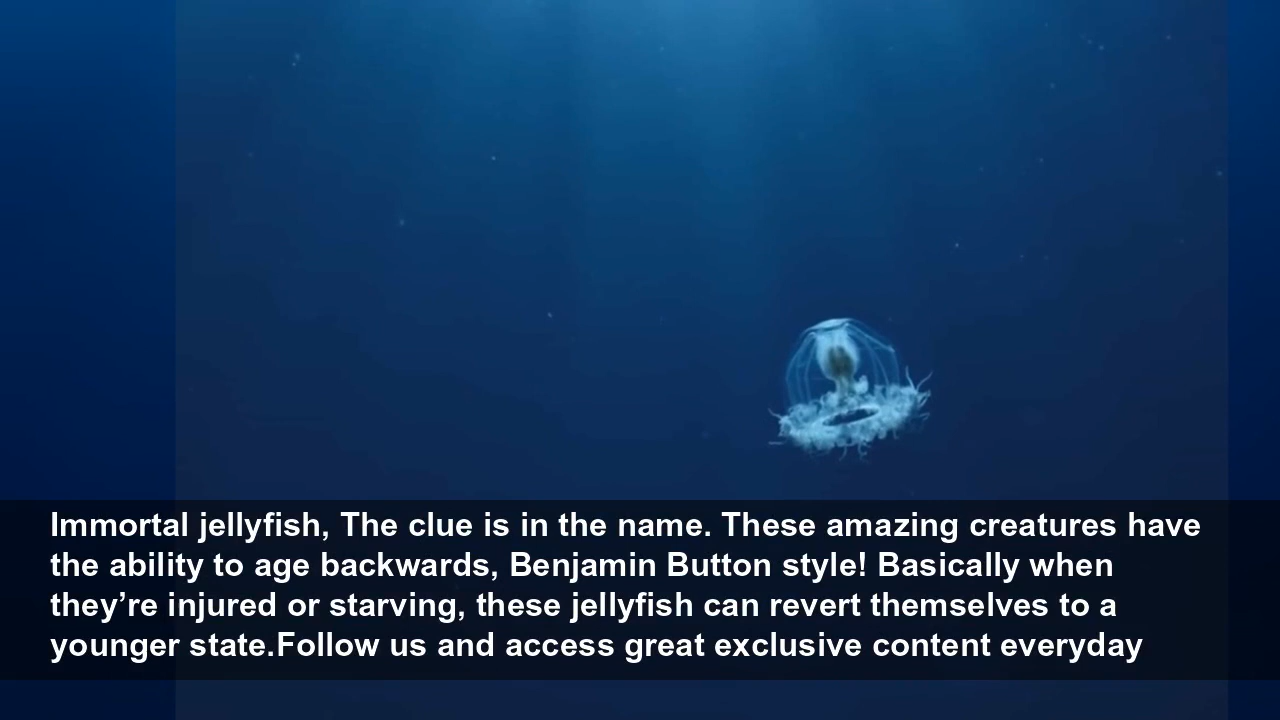 Immortal jellyfish, The clue is in the name. These amazing creatures have
the ability to age backwards, Benjamin Button style! Basically when
they’re injured or starving, these jellyfish can revert themselves to a
younger state.Follow us and access great exclusive content everyday